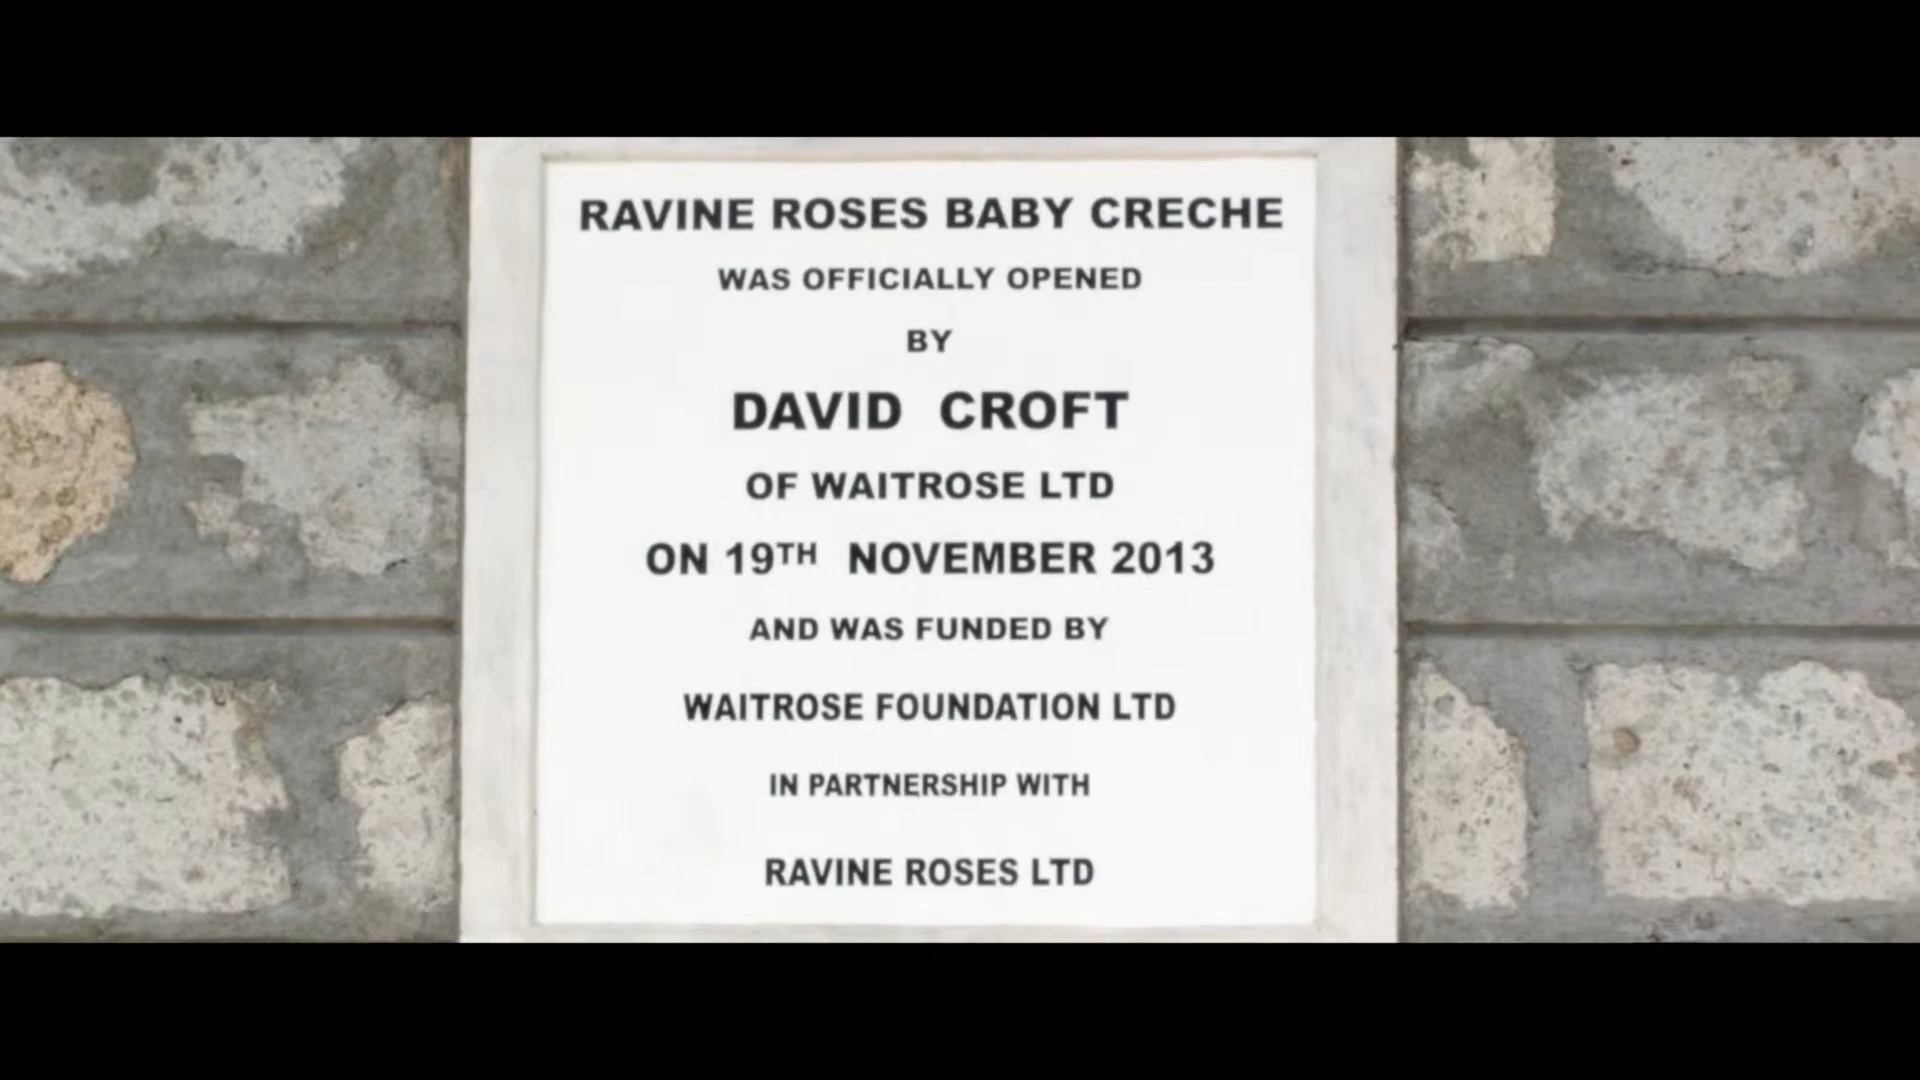 RAVINE ROSES BABY CRECHE
WAS OFFICIALLY OPENED
BY
DAVID CROFT
OF WAITROSE LTD
ON 19TH NOVEMBER 2013
AND WAS FUNDED BY
WAITROSE FOUNDATION LTD
IN PARTNERSHIP WITH
RAVINE ROSES LTD